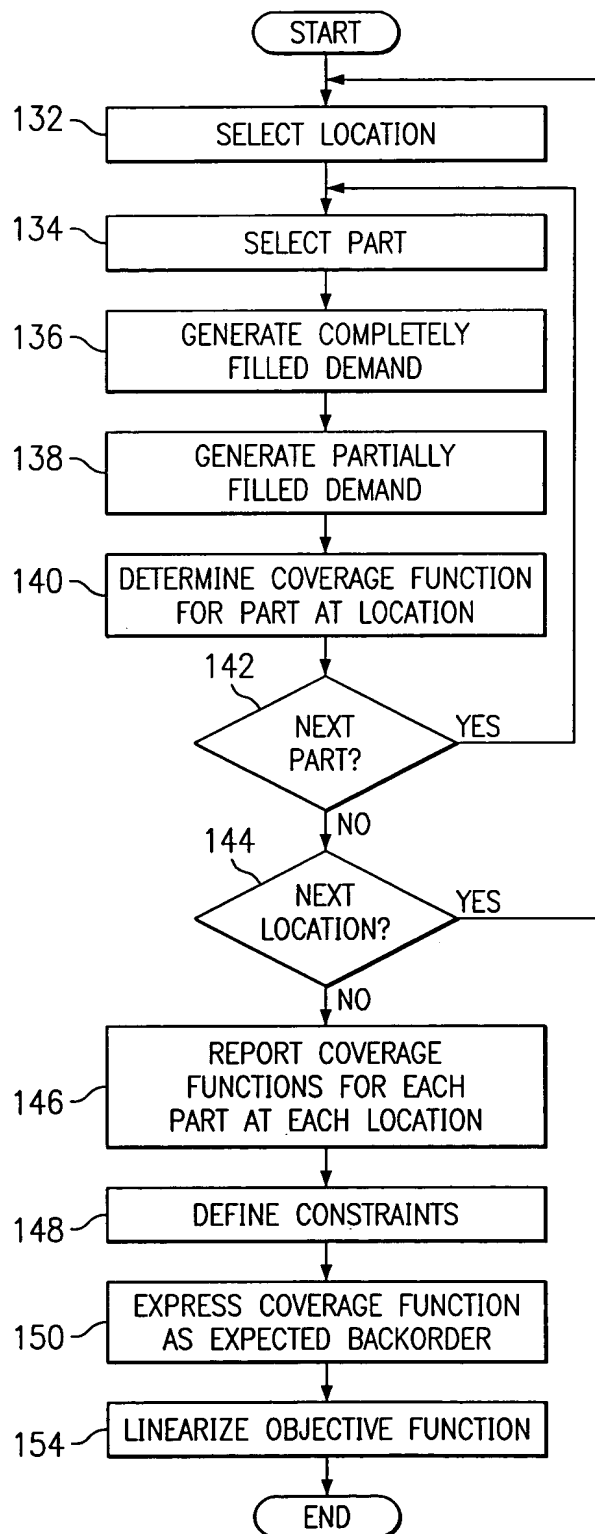 START
132
SELECT LOCATION
134
SELECT PART
136
GENERATE COMPLETELY
FILLED DEMAND
138
GENERATE PARTIALLY
FILLED DEMAND
140
DETERMINE COVERAGE FUNCTION
FOR PART AT LOCATION
142
NEXT
PART?
YES
NO
144
NEXT
LOCATION?
YES
NO
146
REPORT COVERAGE
FUNCTIONS FOR EACH
PART AT EACH LOCATION
148
DEFINE CONSTRAINTS
150
EXPRESS COVERAGE FUNCTION
AS EXPECTED BACKORDER
154
LINEARIZE OBJECTIVE FUNCTION
END